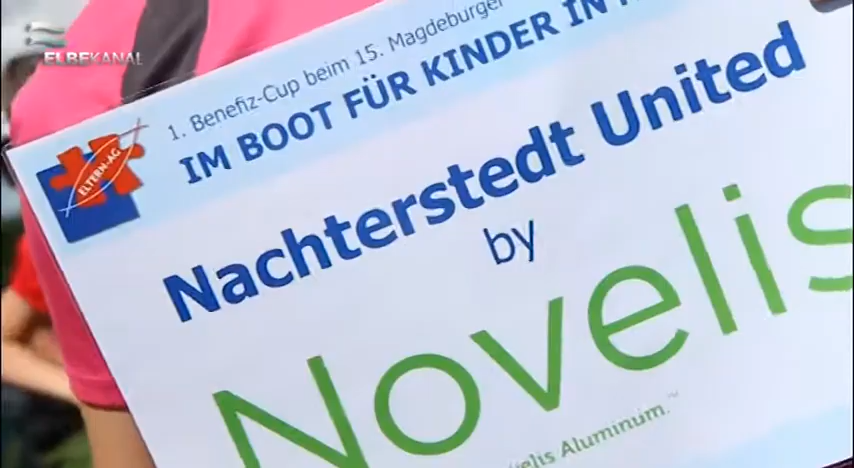 ELBEKANAL
1. Benefiz-Cup beim 15. Magdeburger
IM BOOT FÜR KINDER IN
ELTERN-AG
Nachterstedt United
by
Novelis
Aluminum.™